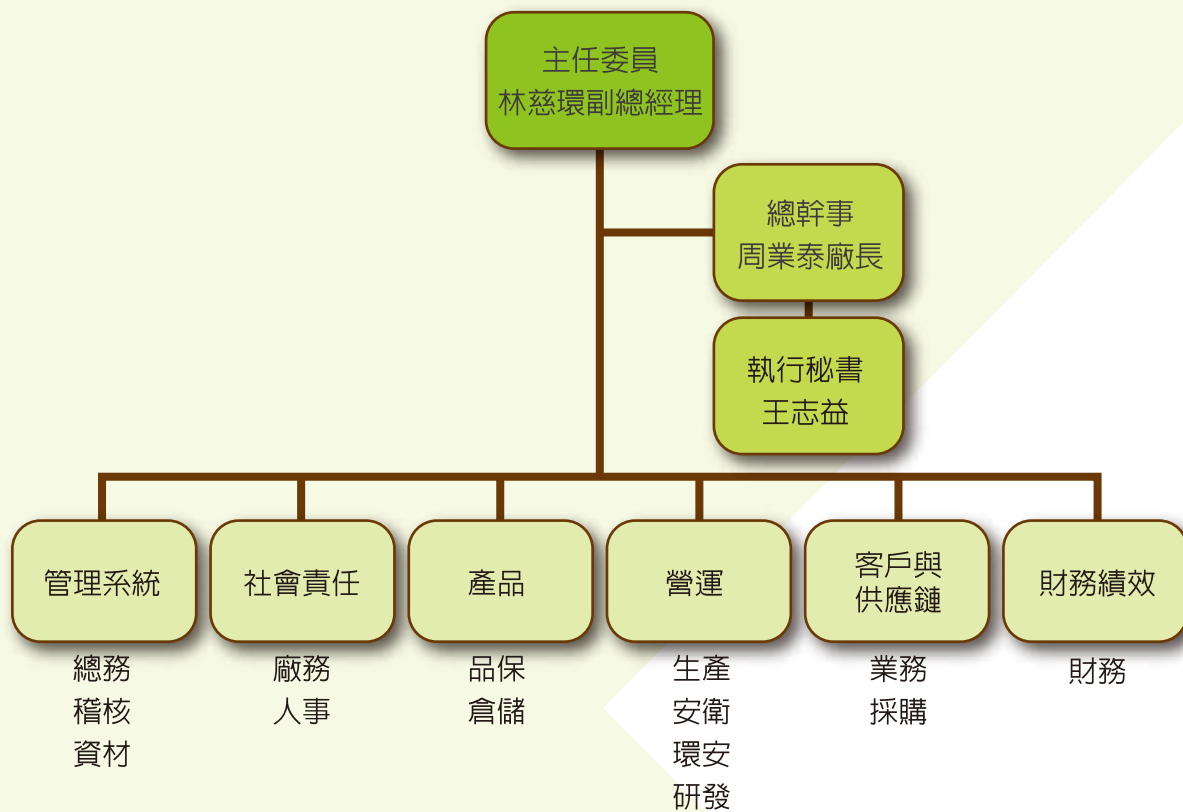 主任委員
林慈環副總經理
總幹事
周業泰廠長
執行秘書
王志益
管理系統
總務
稽核
資材
社會責任
廠務
人事
產品
品保
倉儲
營運
生產
安衛
環安
研發
客戶與
供應鏈
業務
採購
財務績效
財務